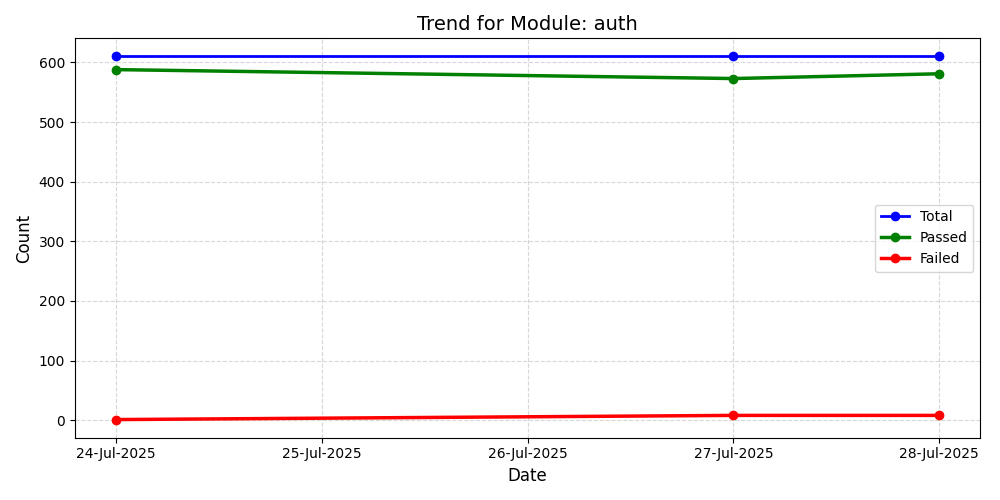 Trend for Module: auth
Count
600
500
400
300
200
100
0
Total
Passed
Failed
24-Jul-2025
25-Jul-2025
26-Jul-2025
27-Jul-2025
28-Jul-2025
Date